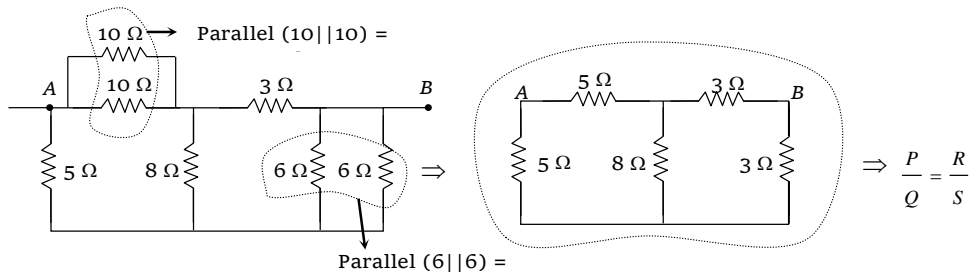 10 Ω
Parallel (10||10) =
10 Ω
A
3 Ω
B
5 Ω
8 Ω
6 Ω
6 Ω
⇒
Parallel (6||6) =
A
5 Ω
3 Ω
B
5 Ω
8 Ω
3 Ω
⇒ P/Q = R/S